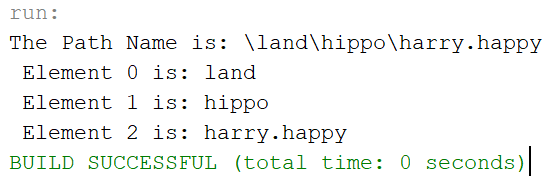 run:
The Path Name is: \land\hippo\harry.happy
 Element 0 is: land
 Element 1 is: hippo
 Element 2 is: harry.happy
BUILD SUCCESSFUL (total time: 0 seconds)